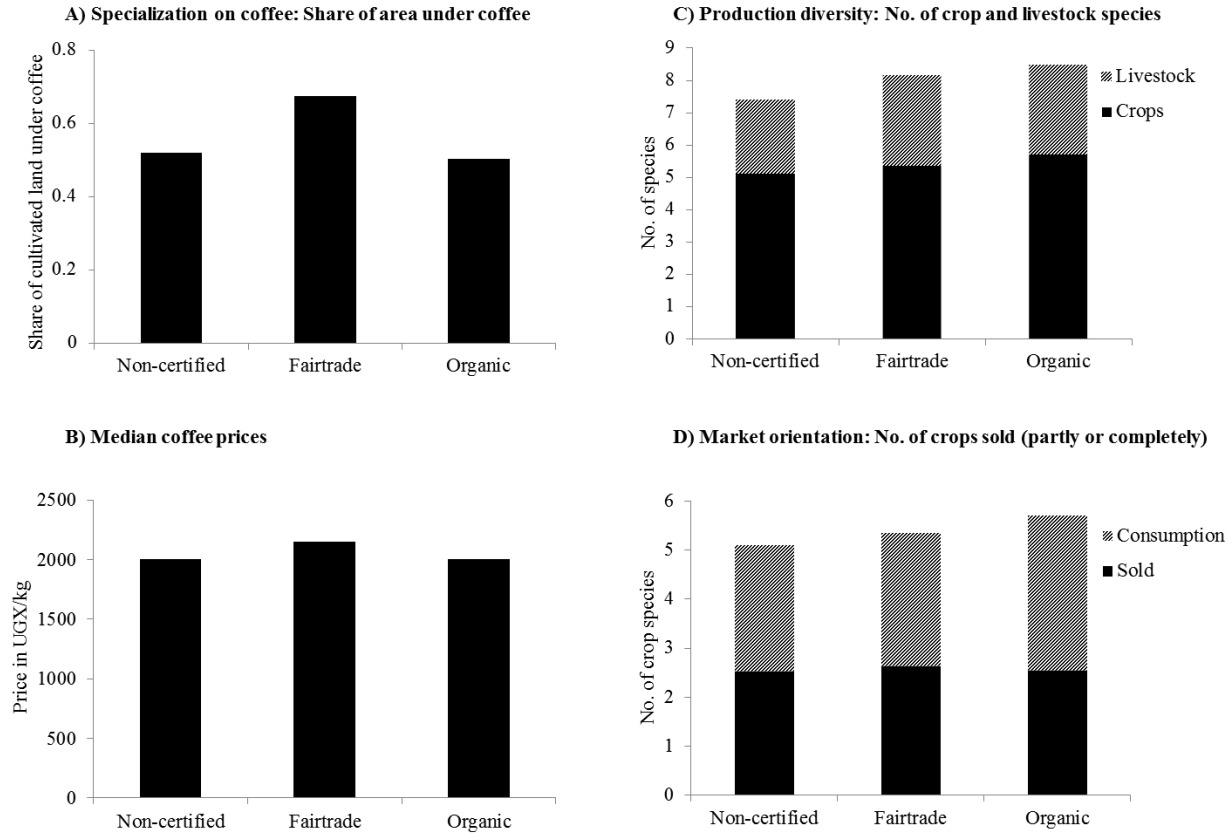 A) Specialization on coffee: Share of area under coffee
Share of cultivated land under coffee
0.8
0.6
0.4
0.2
0
Non-certified Fairtrade Organic
C) Production diversity: No. of crop and livestock species
No. of species
9
8
7
6
5
4
3
2
1
0
Livestock
Crops
Non-certified Fairtrade Organic
B) Median coffee prices
Price in UGX/kg
2500
2000
1500
1000
500
0
Non-certified Fairtrade Organic
D) Market orientation: No. of crops sold (partly or completely)
No. of crop species
6
5
4
3
2
1
0
Consumption
Sold
Non-certified Fairtrade Organic